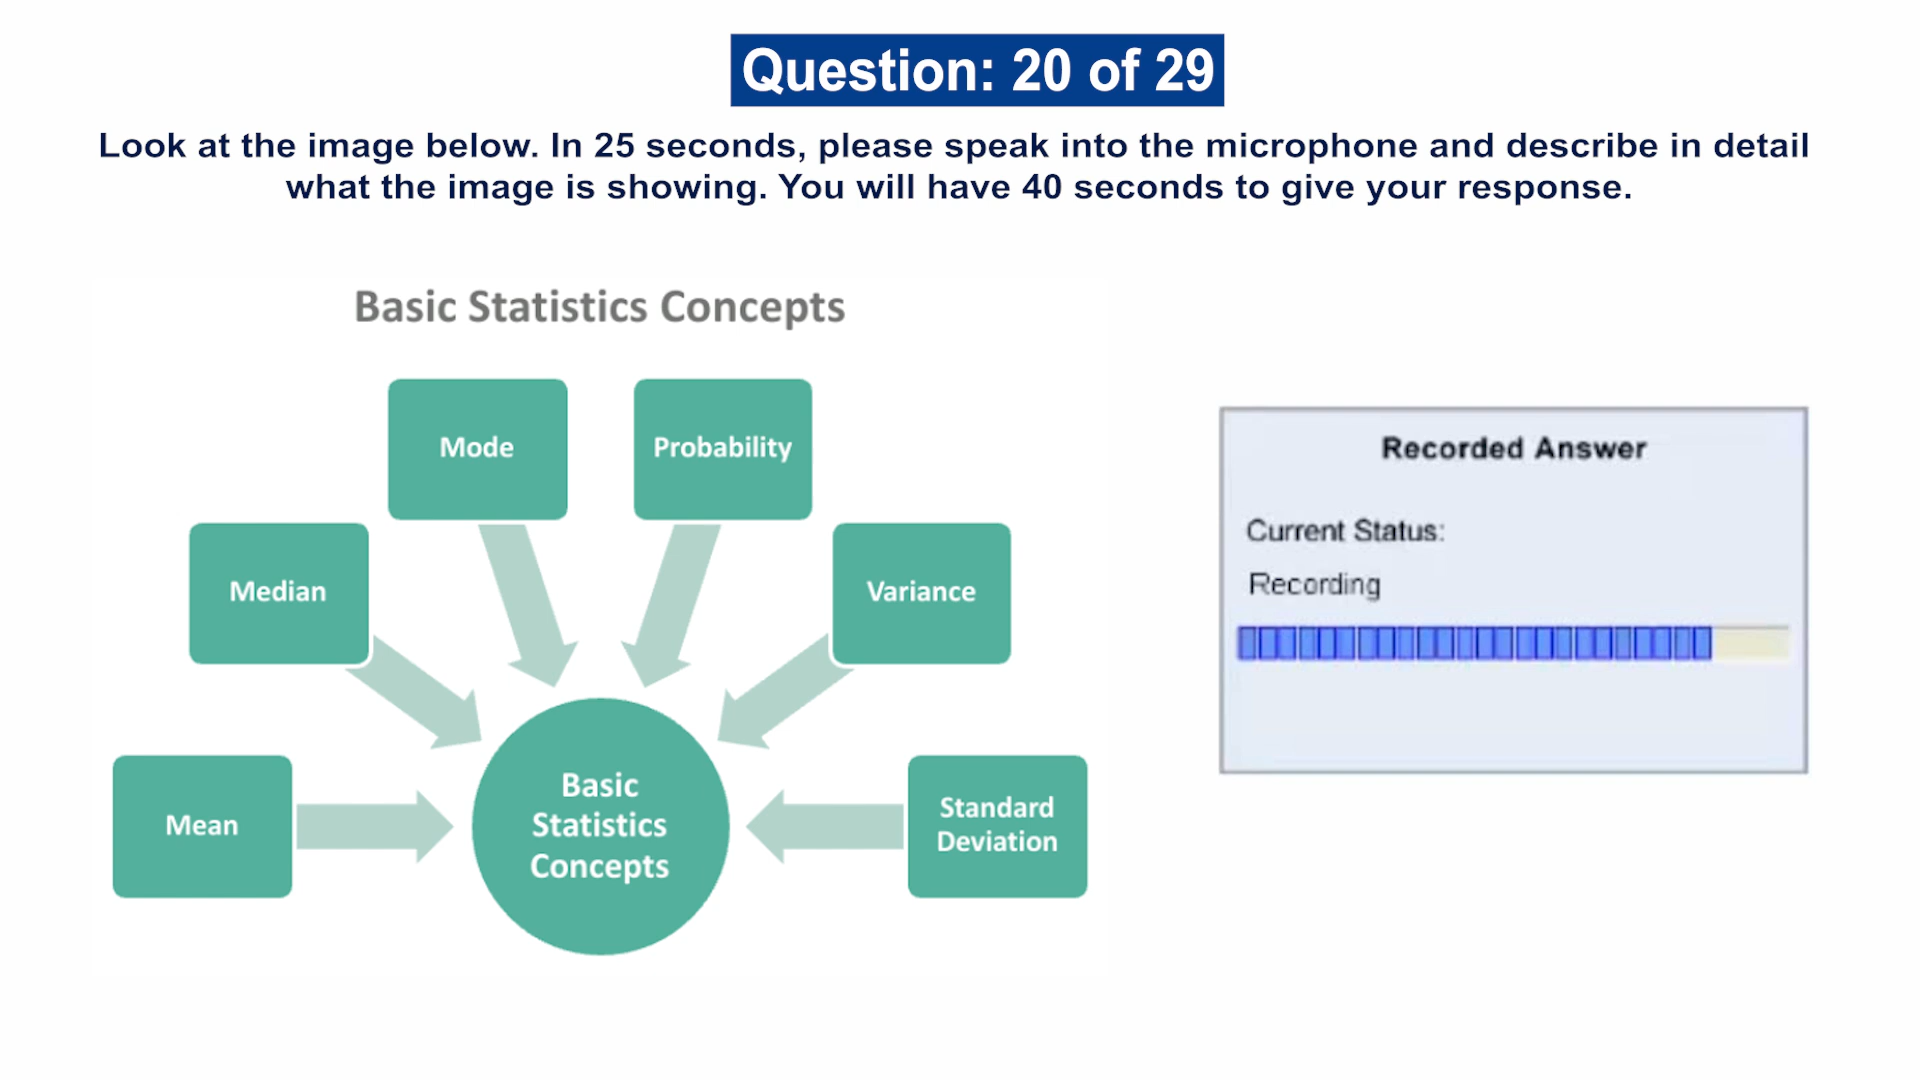 Question: 20 of 29
Look at the image below. In 25 seconds, please speak into the microphone and describe in detail
what the image is showing. You will have 40 seconds to give your response.
Basic Statistics Concepts
Mode
Probability
Median
Variance
Mean
Basic
Statistics
Concepts
Standard
Deviation
Recorded Answer
Current Status:
Recording